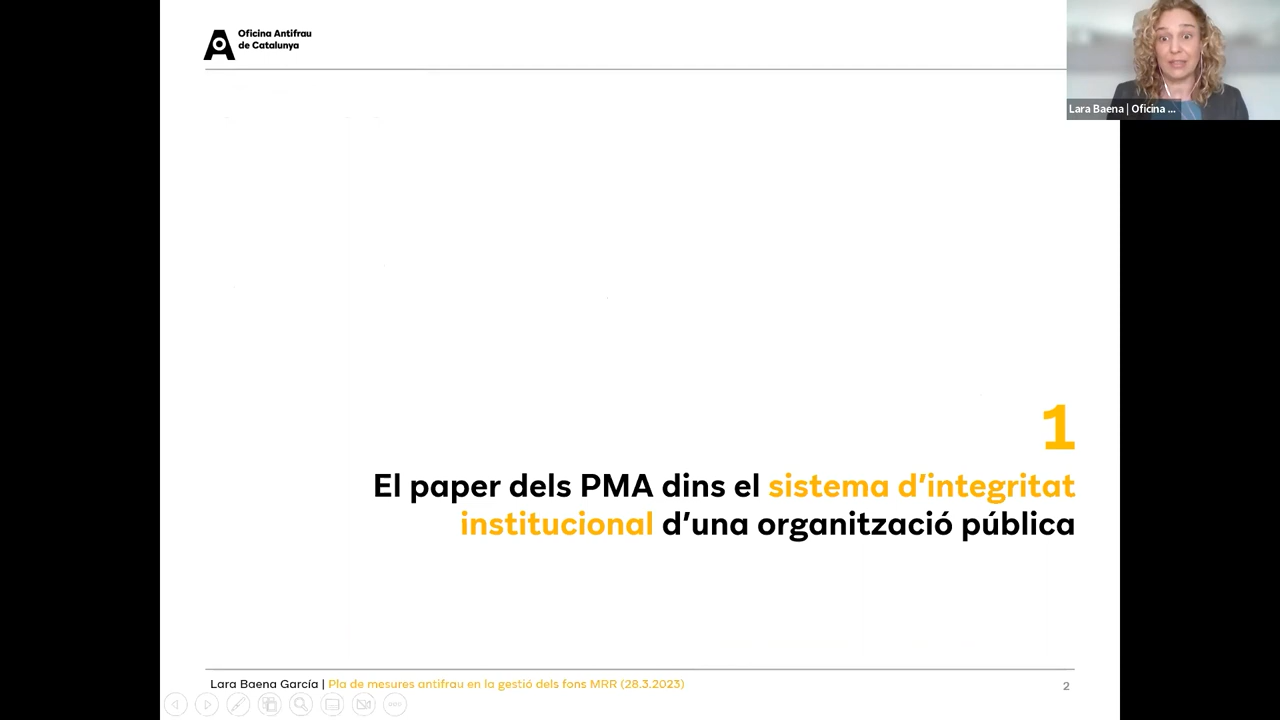 Oficina Antifrau
de Catalunya
Lara Baena | Oficina ...
1
El paper dels PMA dins el sistema d’integritat
institucional d’una organització pública
Lara Baena García | Pla de mesures antifrau en la gestió dels fons MRR (28.3.2023)
2